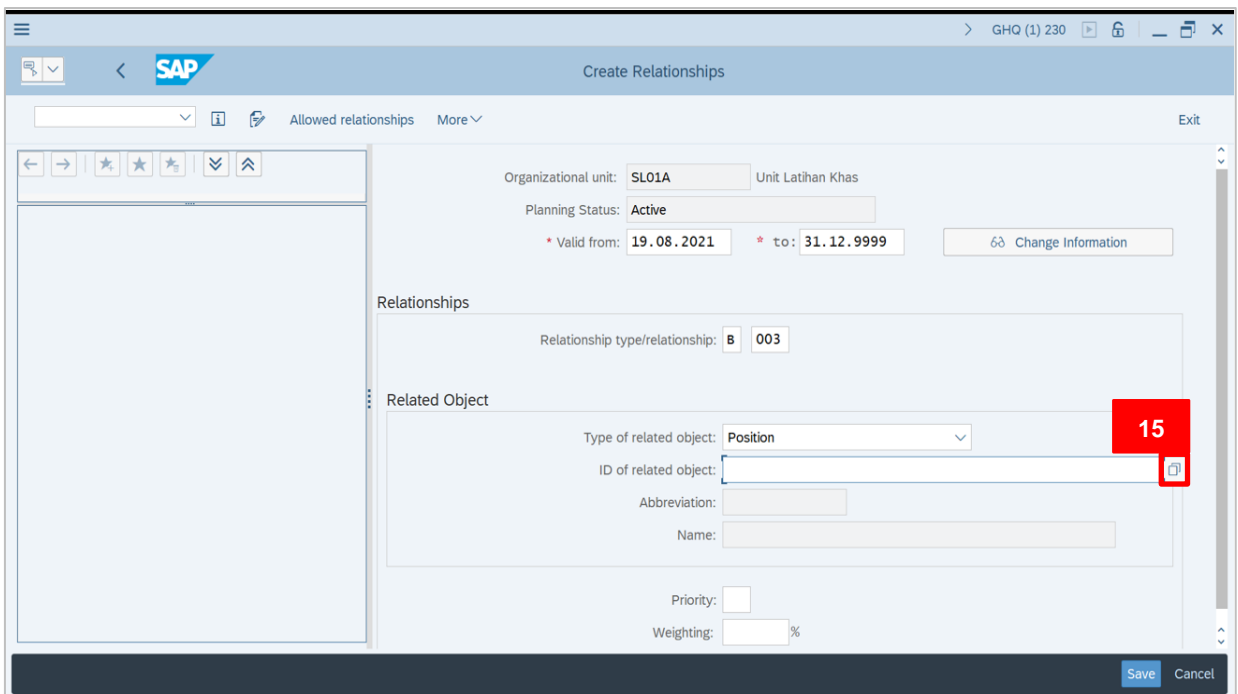 GHQ (1) 230
SAP
Create Relationships
Allowed relationships More Exit
Organizational unit: SL01A Unit Latihan Khas
Planning Status: Active
* Valid from: 19.08.2021 * to: 31.12.9999 Change Information
Relationships
Relationship type/relationship: B 003
Related Object
15
Type of related object: Position
ID of related object:
Abbreviation:
Name:
Priority:
Weighting: %
Save Cancel